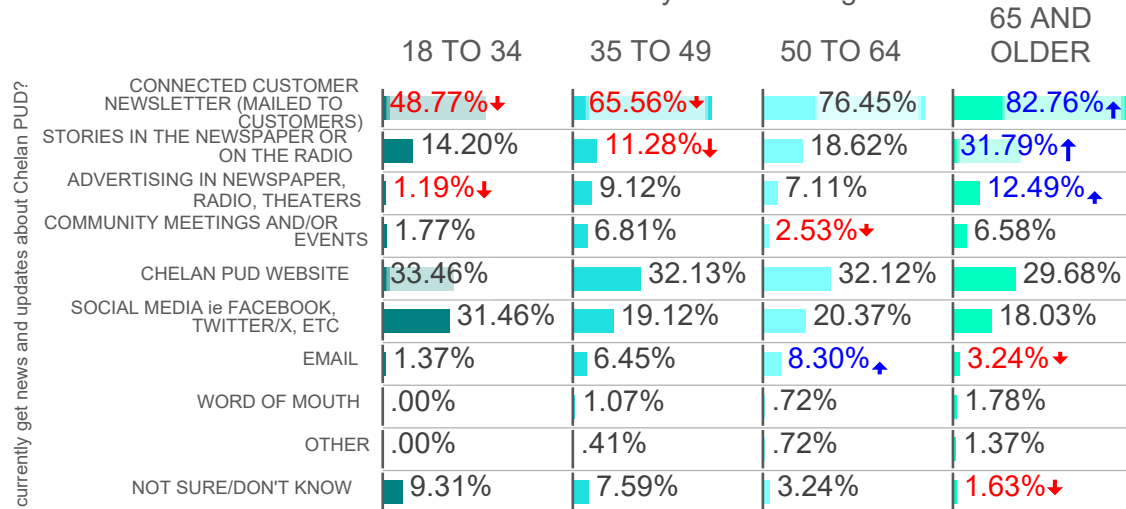 18 TO 34 35 TO 49 50 TO 64 65 AND
OLDER
currently get news and updates about Chelan PUD?
CONNECTED CUSTOMER
NEWSLETTER (MAILED TO
CUSTOMERS)
48.77% 65.56% 76.45% 82.76%
STORIES IN THE NEWSPAPER OR
ON THE RADIO
14.20% 11.28% 18.62% 31.79%
ADVERTISING IN NEWSPAPER,
RADIO, THEATERS
1.19% 9.12% 7.11% 12.49%
COMMUNITY MEETINGS AND/OR
EVENTS
1.77% 6.81% 2.53% 6.58%
CHELAN PUD WEBSITE 33.46% 32.13% 32.12% 29.68%
SOCIAL MEDIA ie FACEBOOK,
TWITTER/X, ETC
31.46% 19.12% 20.37% 18.03%
EMAIL 1.37% 6.45% 8.30% 3.24%
WORD OF MOUTH .00% 1.07% .72% 1.78%
OTHER .00% .41% .72% 1.37%
NOT SURE/DON'T KNOW 9.31% 7.59% 3.24% 1.63%